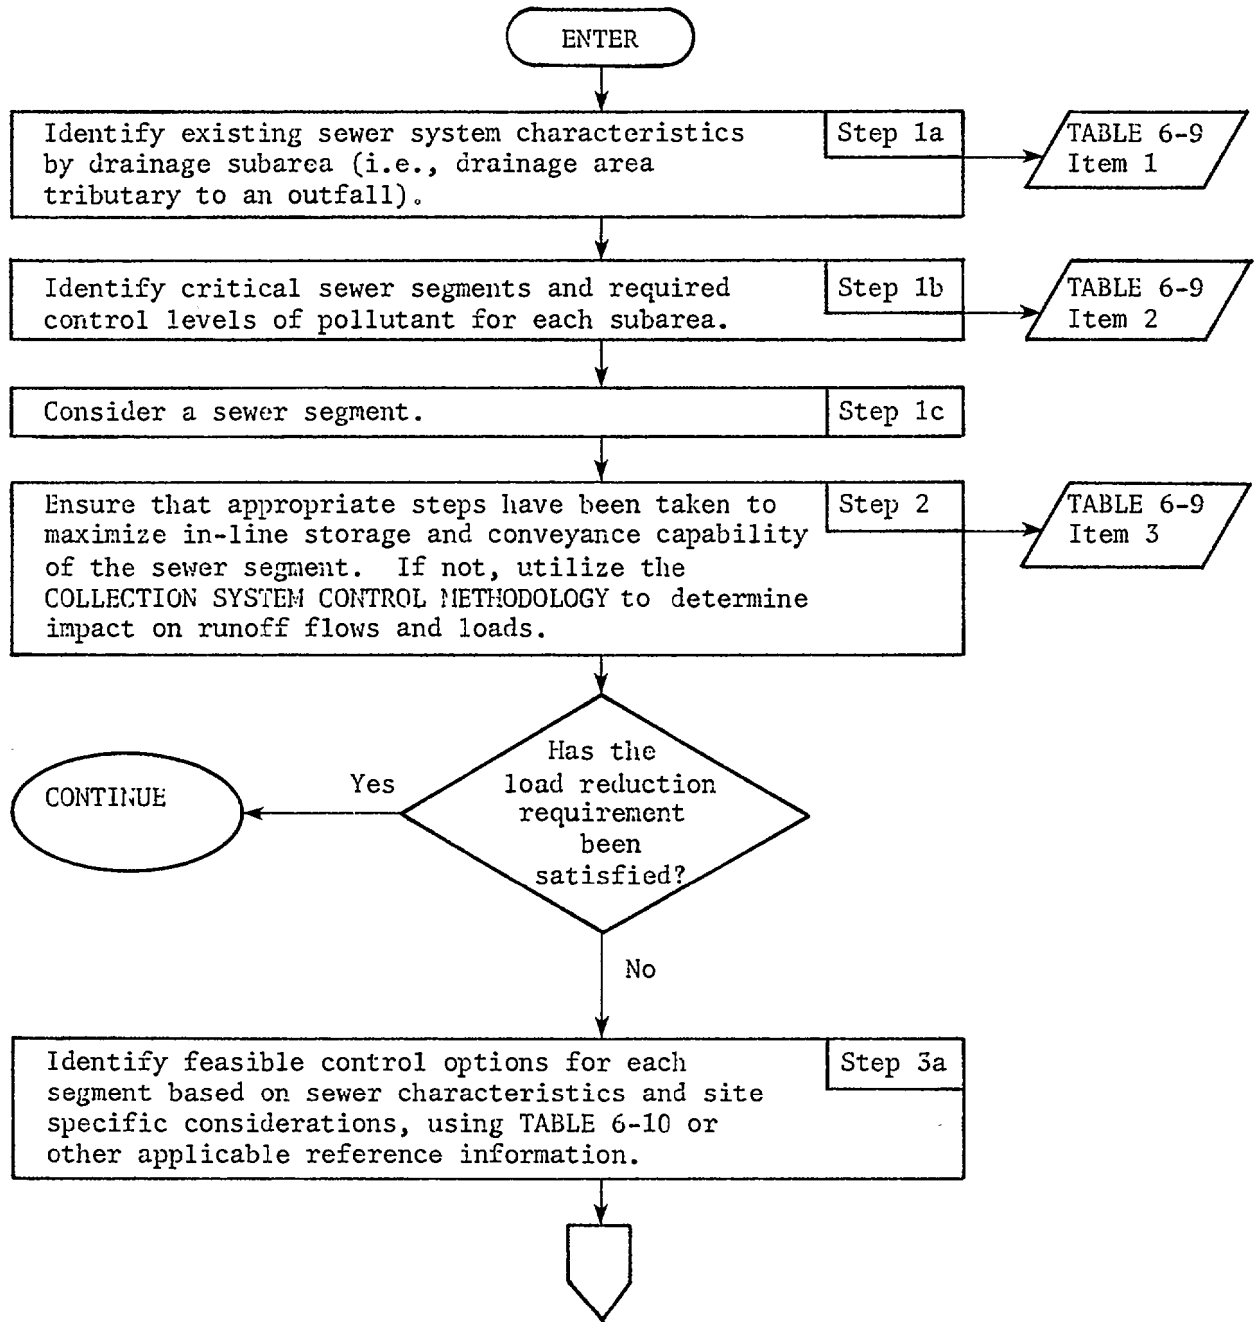 ENTER
Identify existing sewer system characteristics
by drainage subarea (i.e., drainage area
tributary to an outfall).
Step 1a
TABLE 6-9
Item 1
Identify critical sewer segments and required
control levels of pollutant for each subarea.
Step 1b
TABLE 6-9
Item 2
Consider a sewer segment.
Step 1c
Ensure that appropriate steps have been taken to
maximize in-line storage and conveyance capability
of the sewer segment. If not, utilize the
COLLECTION SYSTEM CONTROL METHODOLOGY to determine
impact on runoff flows and loads.
Step 2
TABLE 6-9
Item 3
Has the
load reduction
requirement
been
satisfied?
Yes
CONTINUE
No
Identify feasible control options for each
segment based on sewer characteristics and site
specific considerations, using TABLE 6-10 or
other applicable reference information.
Step 3a